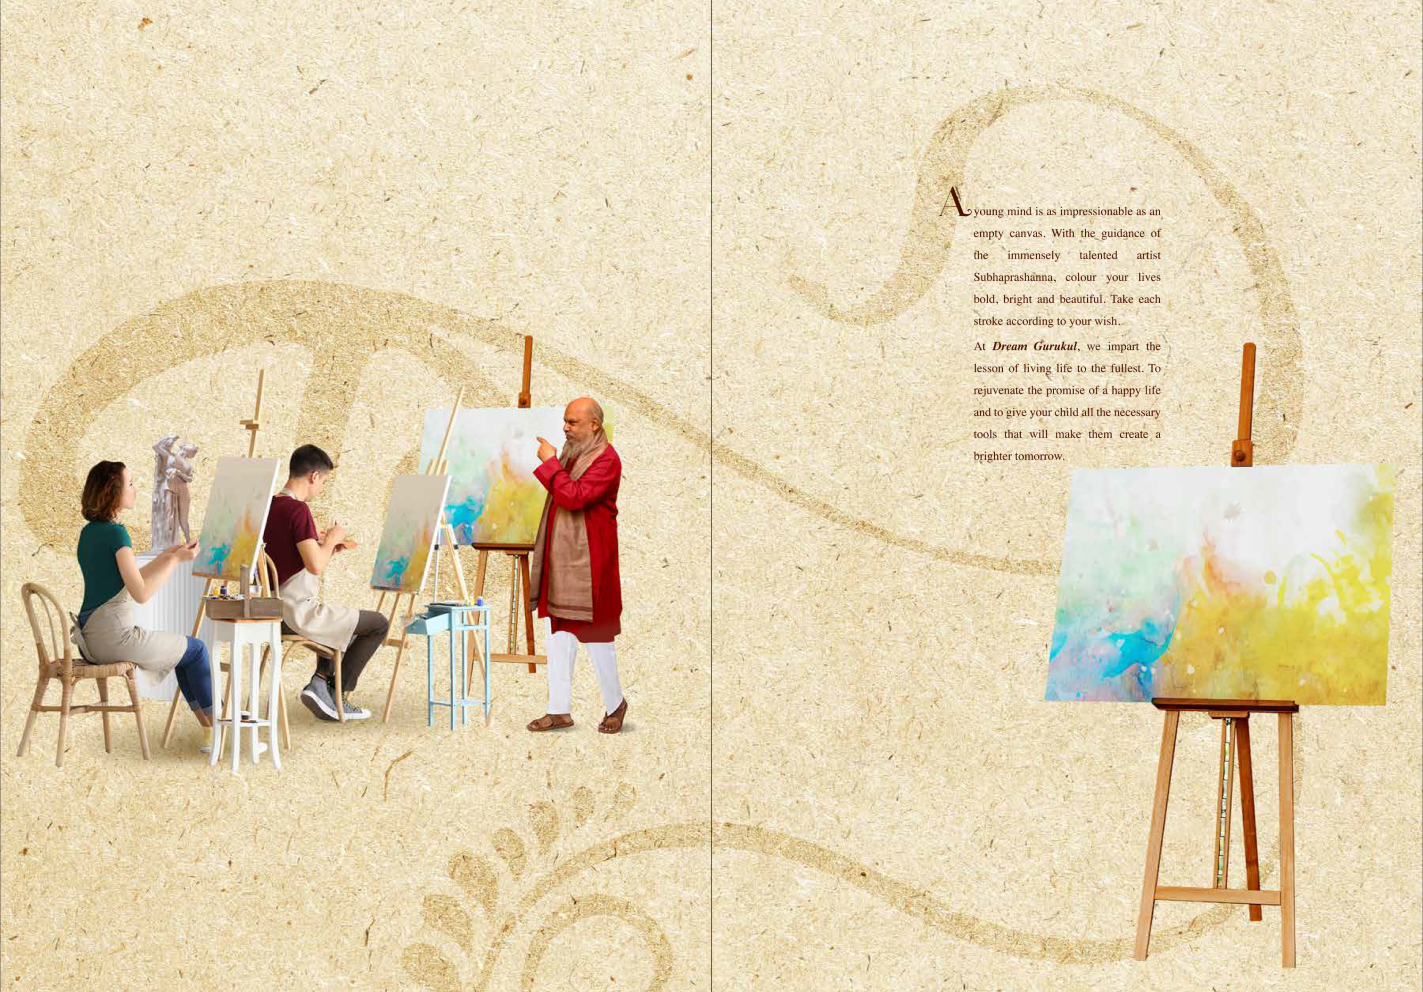 A young mind is as impressionable as an
empty canvas. With the guidance of
the immensely talented artist
Subhaprashanna, colour your lives
bold, bright and beautiful. Take each
stroke according to your wish.
At Dream Gurukul, we impart the
lesson of living life to the fullest. To
rejuvenate the promise of a happy life
and to give your child all the necessary
tools that will make them create a
brighter tomorrow.